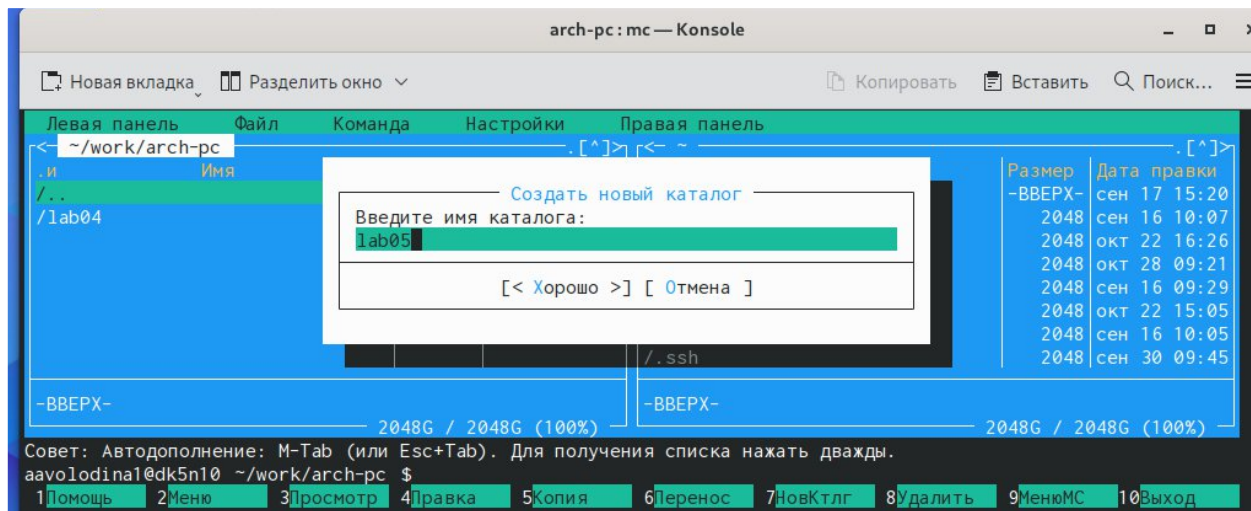 arch-pc : mc — Konsole
Новая вкладка Разделить окно Копировать Вставить Поиск...
Левая панель Файл Команда Настройки Правая панель
<— ~/work/arch-pc .[^]> <— ~ .[^]>
.и Имя Размер Дата правки
/.. -ВВЕРХ- сен 17 15:20
/lab04 2048 сен 16 10:07
2048 окт 22 16:26
2048 окт 28 09:21
2048 сен 16 09:29
2048 окт 22 15:05
2048 сен 16 10:05
/.ssh 2048 сен 30 09:45
Создать новый каталог
Введите имя каталога:
lab05
[< Хорошо >] [ Отмена ]
-ВВЕРХ- -ВВЕРХ-
2048G / 2048G (100%) 2048G / 2048G (100%)
Совет: Автодополнение: M-Tab (или Esc+Tab). Для получения списка нажать дважды.
aavolodina1@dk5n10 ~/work/arch-pc $
1Помощь 2Меню 3Просмотр 4Правка 5Копия 6Перенос 7НовКтлг 8Удалить 9МенюMC 10Выход